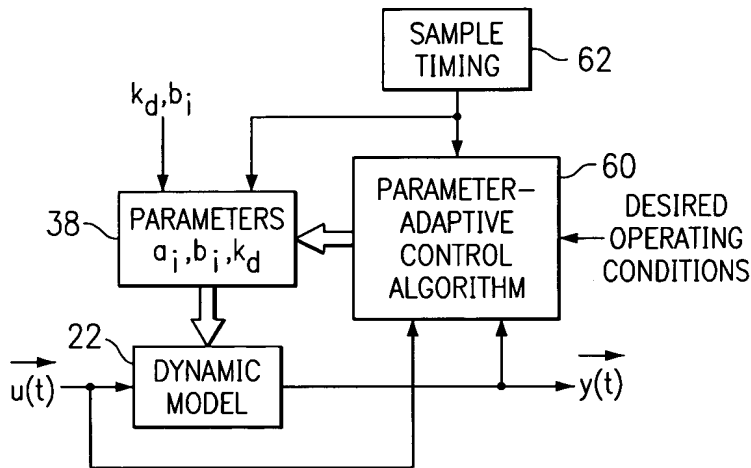 SAMPLE
TIMING
62
k_d, b_i
60
38
PARAMETERS
a_i, b_i, k_d
PARAMETER-
ADAPTIVE
CONTROL
ALGORITHM
DESIRED
OPERATING
CONDITIONS
22
u(t)
DYNAMIC
MODEL
y(t)